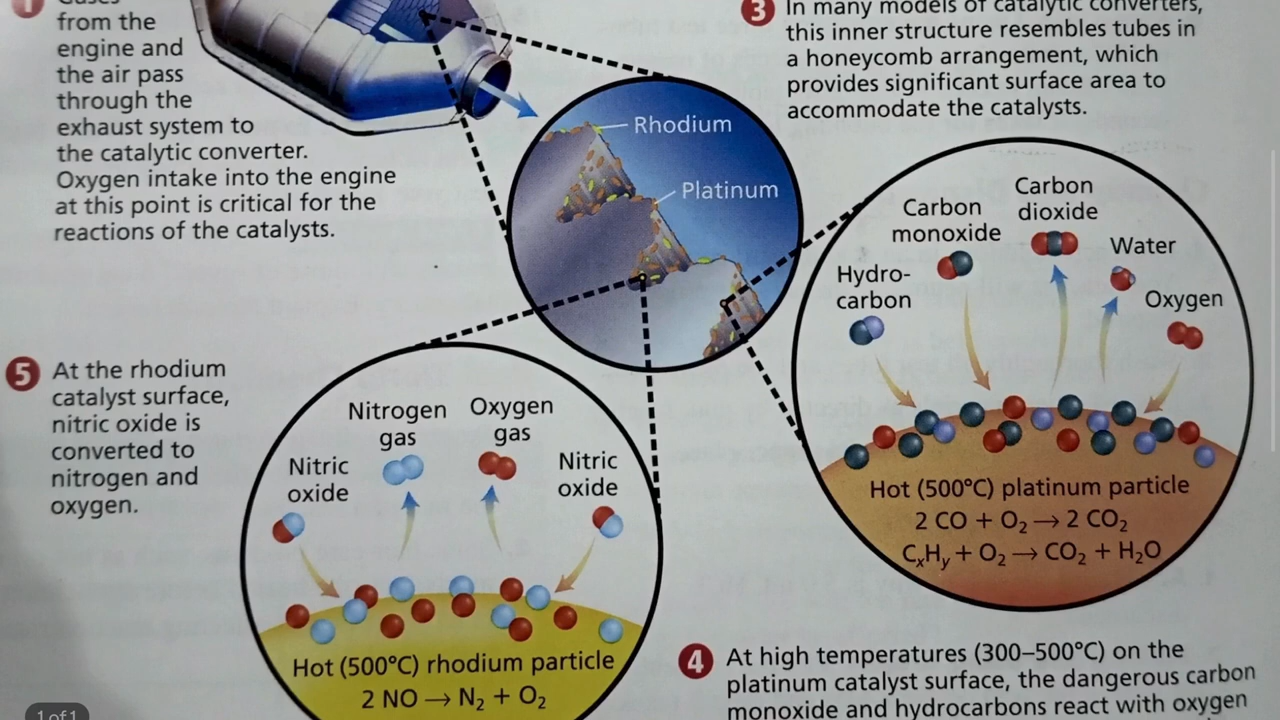 1
Gases
from the
engine and
the air pass
through the
exhaust system to
the catalytic converter.
Oxygen intake into the engine
at this point is critical for the
reactions of the catalysts.
3
In many models of catalytic converters,
this inner structure resembles tubes in
a honeycomb arrangement, which
provides significant surface area to
accommodate the catalysts.
Rhodium
Platinum
Carbon
monoxide
Carbon
dioxide
Water
Hydro-
carbon
Oxygen
Hot (500°C) platinum particle
2 CO + O₂ → 2 CO₂
CₓHᵧ + O₂ → CO₂ + H₂O
5
At the rhodium
catalyst surface,
nitric oxide is
converted to
nitrogen and
oxygen.
Nitrogen
gas
Oxygen
gas
Nitric
oxide
Nitric
oxide
Hot (500°C) rhodium particle
2 NO → N₂ + O₂
4
At high temperatures (300–500°C) on the
platinum catalyst surface, the dangerous carbon
monoxide and hydrocarbons react with oxygen
1 of 1